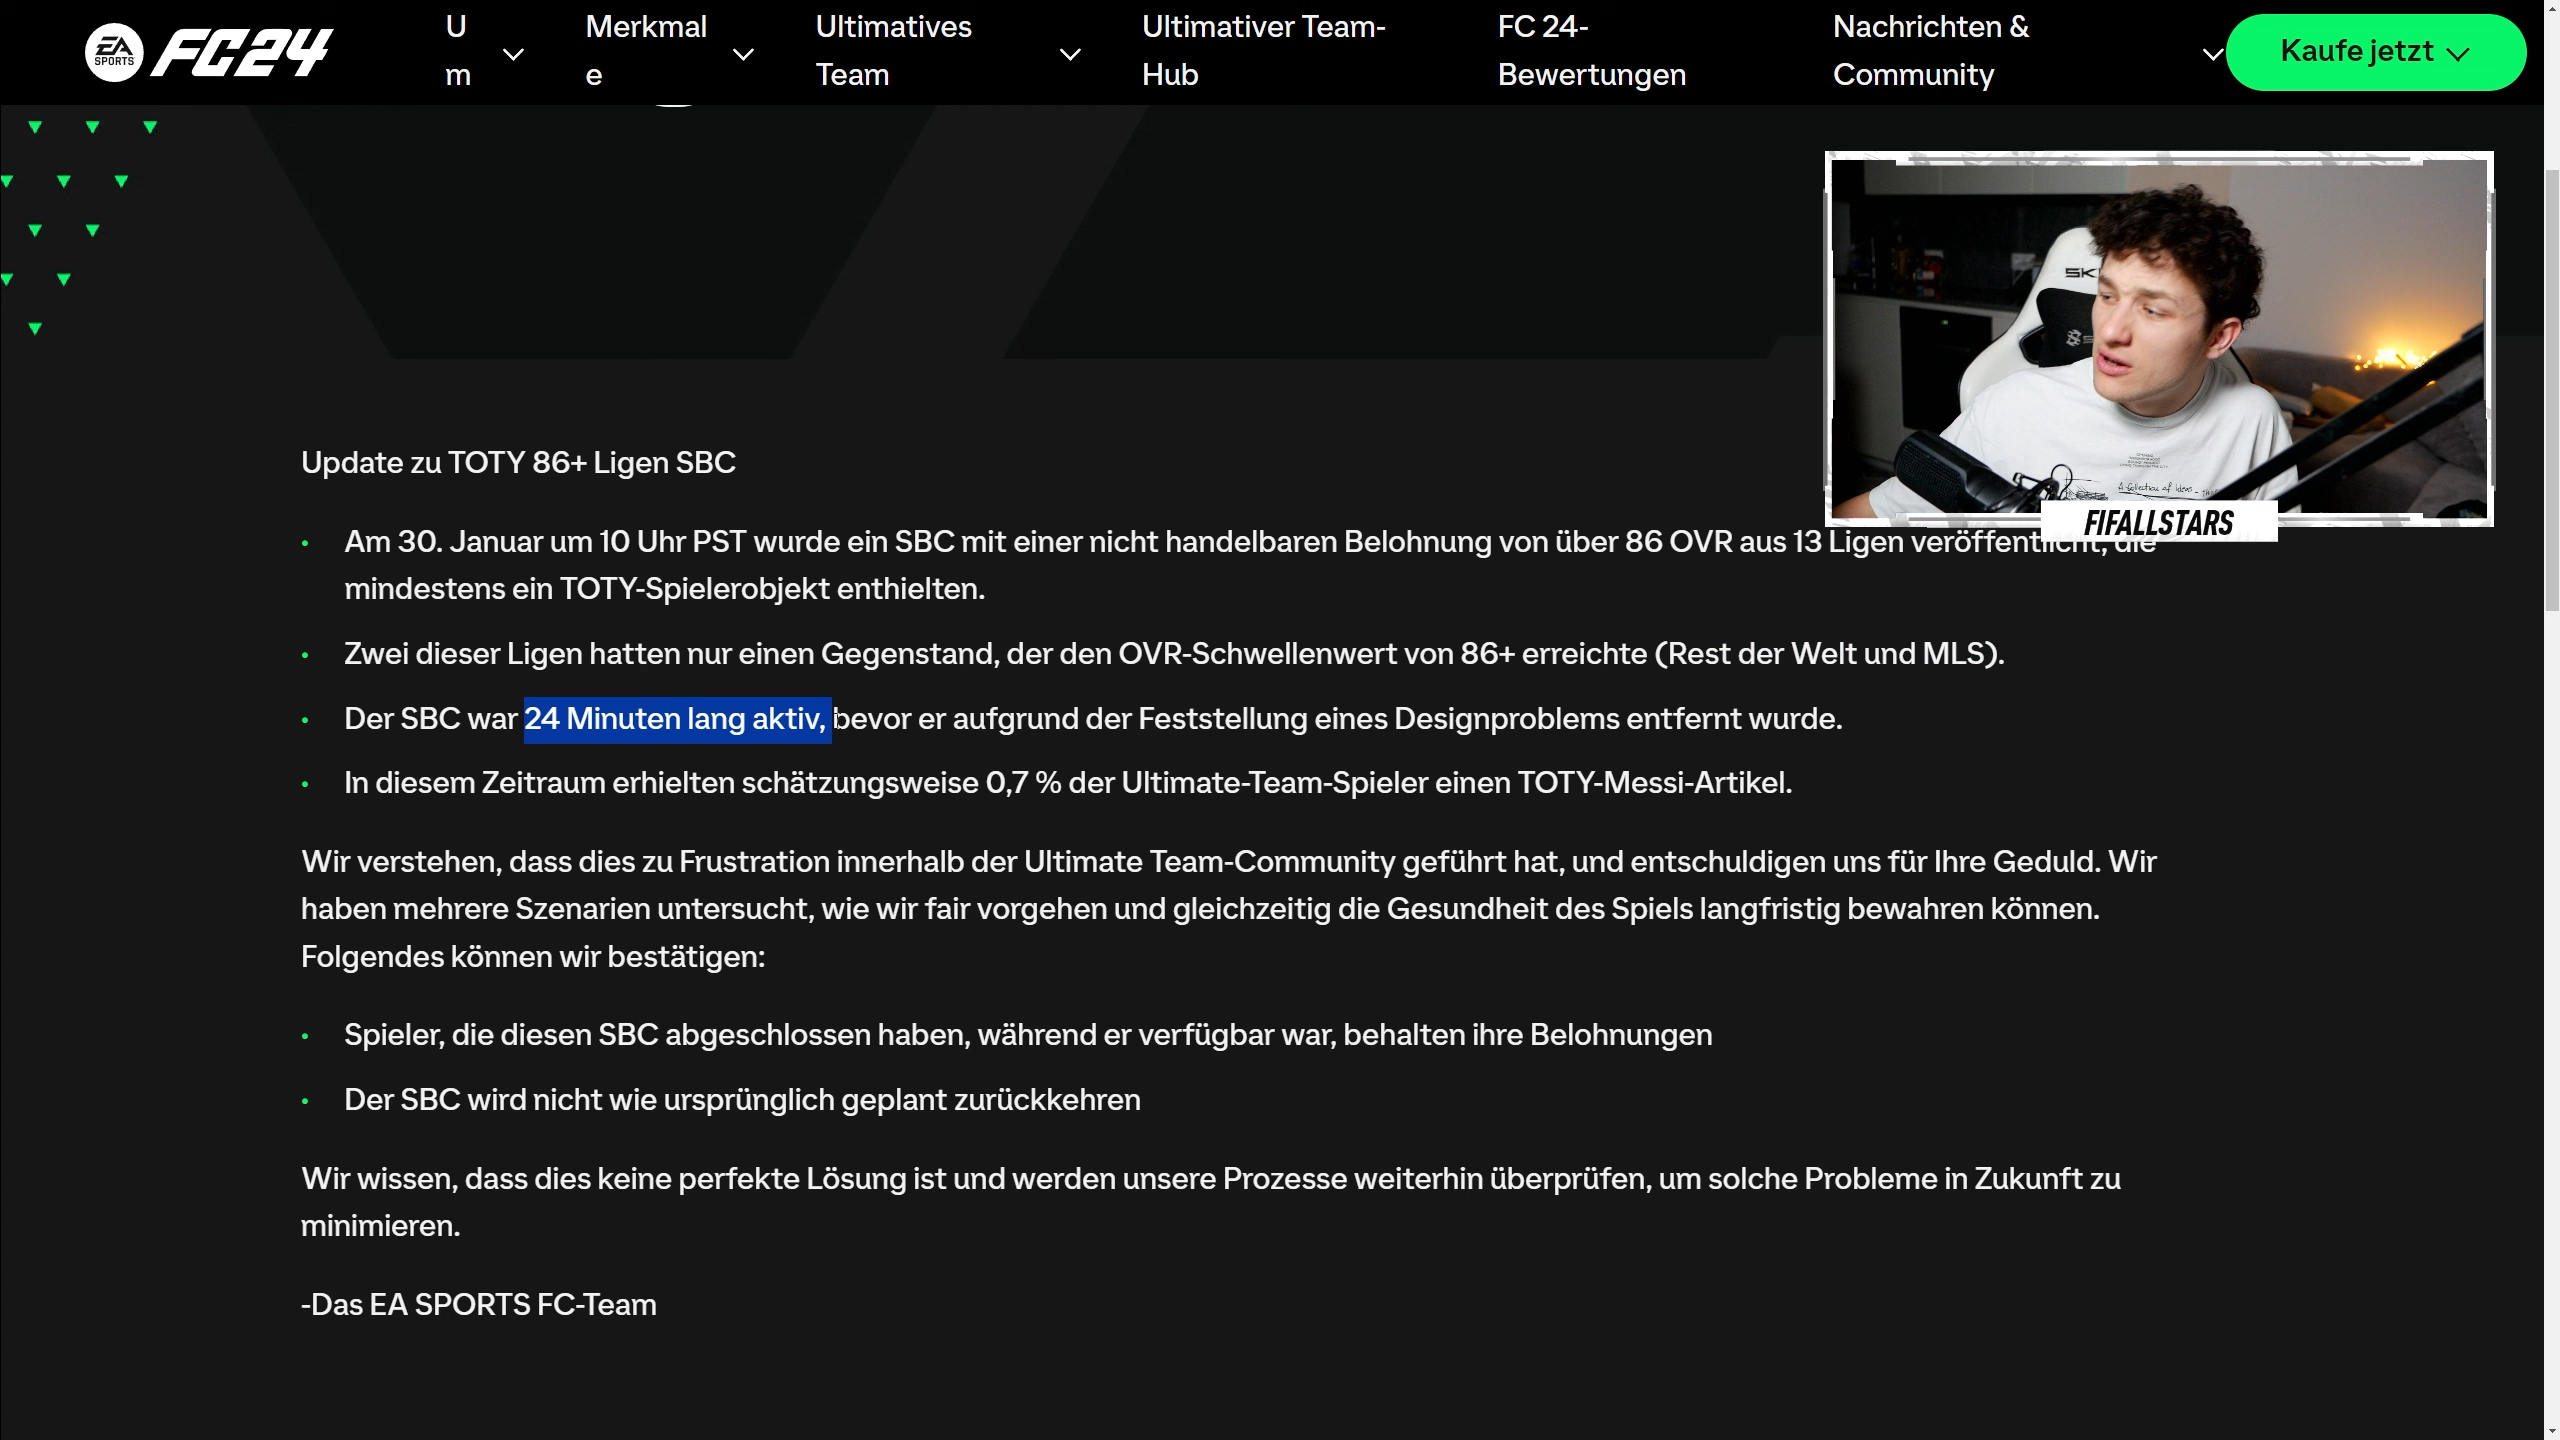 EA SPORTS FC24
Um
Merkmale
Ultimatives Team
Ultimativer Team-Hub
FC 24-Bewertungen
Nachrichten & Community
Kaufe jetzt
SK
FIFALLSTARS
Update zu TOTY 86+ Ligen SBC
• Am 30. Januar um 10 Uhr PST wurde ein SBC mit einer nicht handelbaren Belohnung von über 86 OVR aus 13 Ligen veröffentlicht, die
mindestens ein TOTY-Spielerobjekt enthielten.
• Zwei dieser Ligen hatten nur einen Gegenstand, der den OVR-Schwellenwert von 86+ erreichte (Rest der Welt und MLS).
• Der SBC war 24 Minuten lang aktiv, bevor er aufgrund der Feststellung eines Designproblems entfernt wurde.
• In diesem Zeitraum erhielten schätzungsweise 0,7 % der Ultimate-Team-Spieler einen TOTY-Messi-Artikel.
Wir verstehen, dass dies zu Frustration innerhalb der Ultimate Team-Community geführt hat, und entschuldigen uns für Ihre Geduld. Wir
haben mehrere Szenarien untersucht, wie wir fair vorgehen und gleichzeitig die Gesundheit des Spiels langfristig bewahren können.
Folgendes können wir bestätigen:
• Spieler, die diesen SBC abgeschlossen haben, während er verfügbar war, behalten ihre Belohnungen
• Der SBC wird nicht wie ursprünglich geplant zurückkehren
Wir wissen, dass dies keine perfekte Lösung ist und werden unsere Prozesse weiterhin überprüfen, um solche Probleme in Zukunft zu
minimieren.
-Das EA SPORTS FC-Team